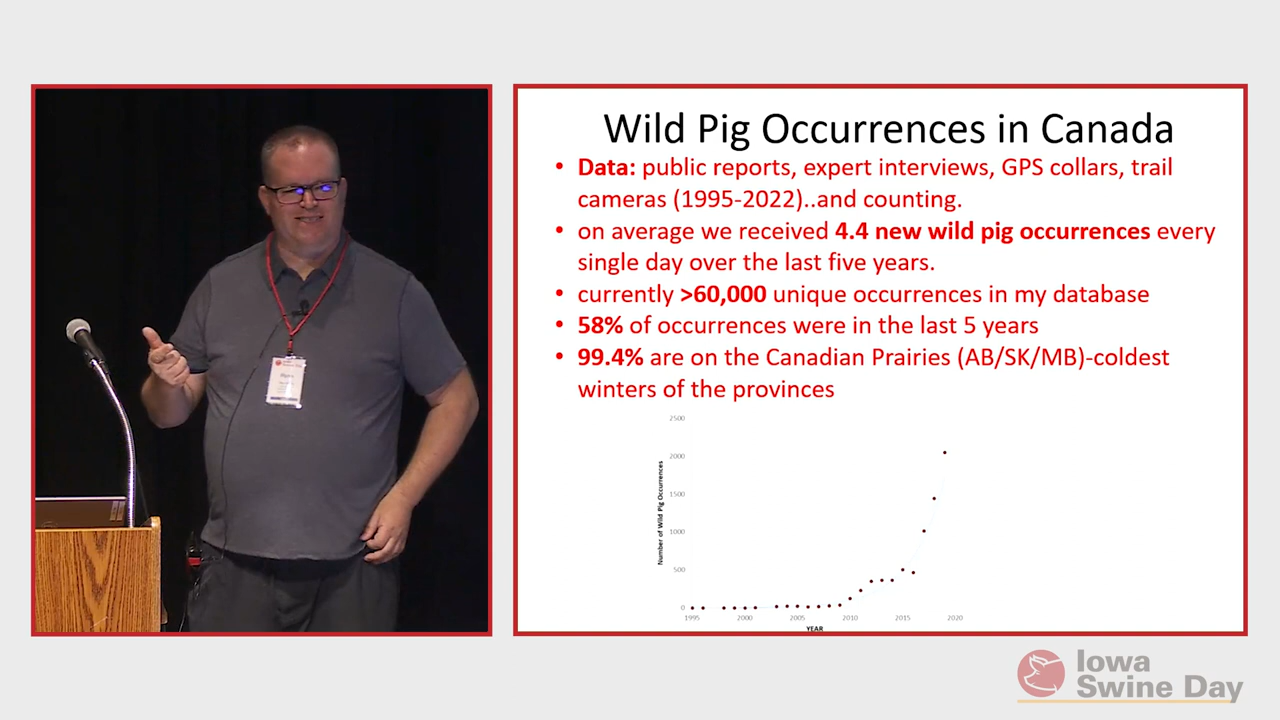 Wild Pig Occurrences in Canada
• Data: public reports, expert interviews, GPS collars, trail
cameras (1995-2022)..and counting.
• on average we received 4.4 new wild pig occurrences every
single day over the last five years.
• currently >60,000 unique occurrences in my database
• 58% of occurrences were in the last 5 years
• 99.4% are on the Canadian Prairies (AB/SK/MB)-coldest
winters of the provinces
Number of Wild Pig Occurrences
2500
2000
1500
1000
500
0
1995 2000 2005 2010 2015 2020
YEAR
Iowa
Swine Day